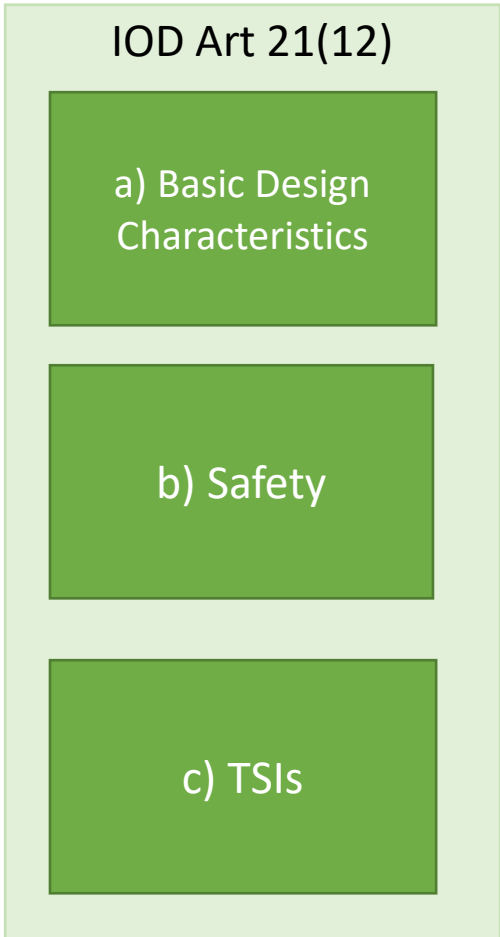 IOD Art 21(12)
a) Basic Design
Characteristics
b) Safety
c) TSIs